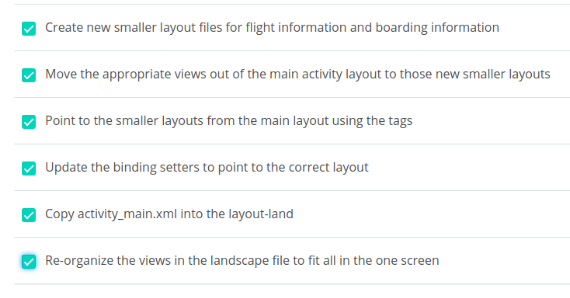 Create new smaller layout files for flight information and boarding information
Move the appropriate views out of the main activity layout to those new smaller layouts
Point to the smaller layouts from the main layout using the tags
Update the binding setters to point to the correct layout
Copy activity_main.xml into the layout-land
Re-organize the views in the landscape file to fit all in the one screen